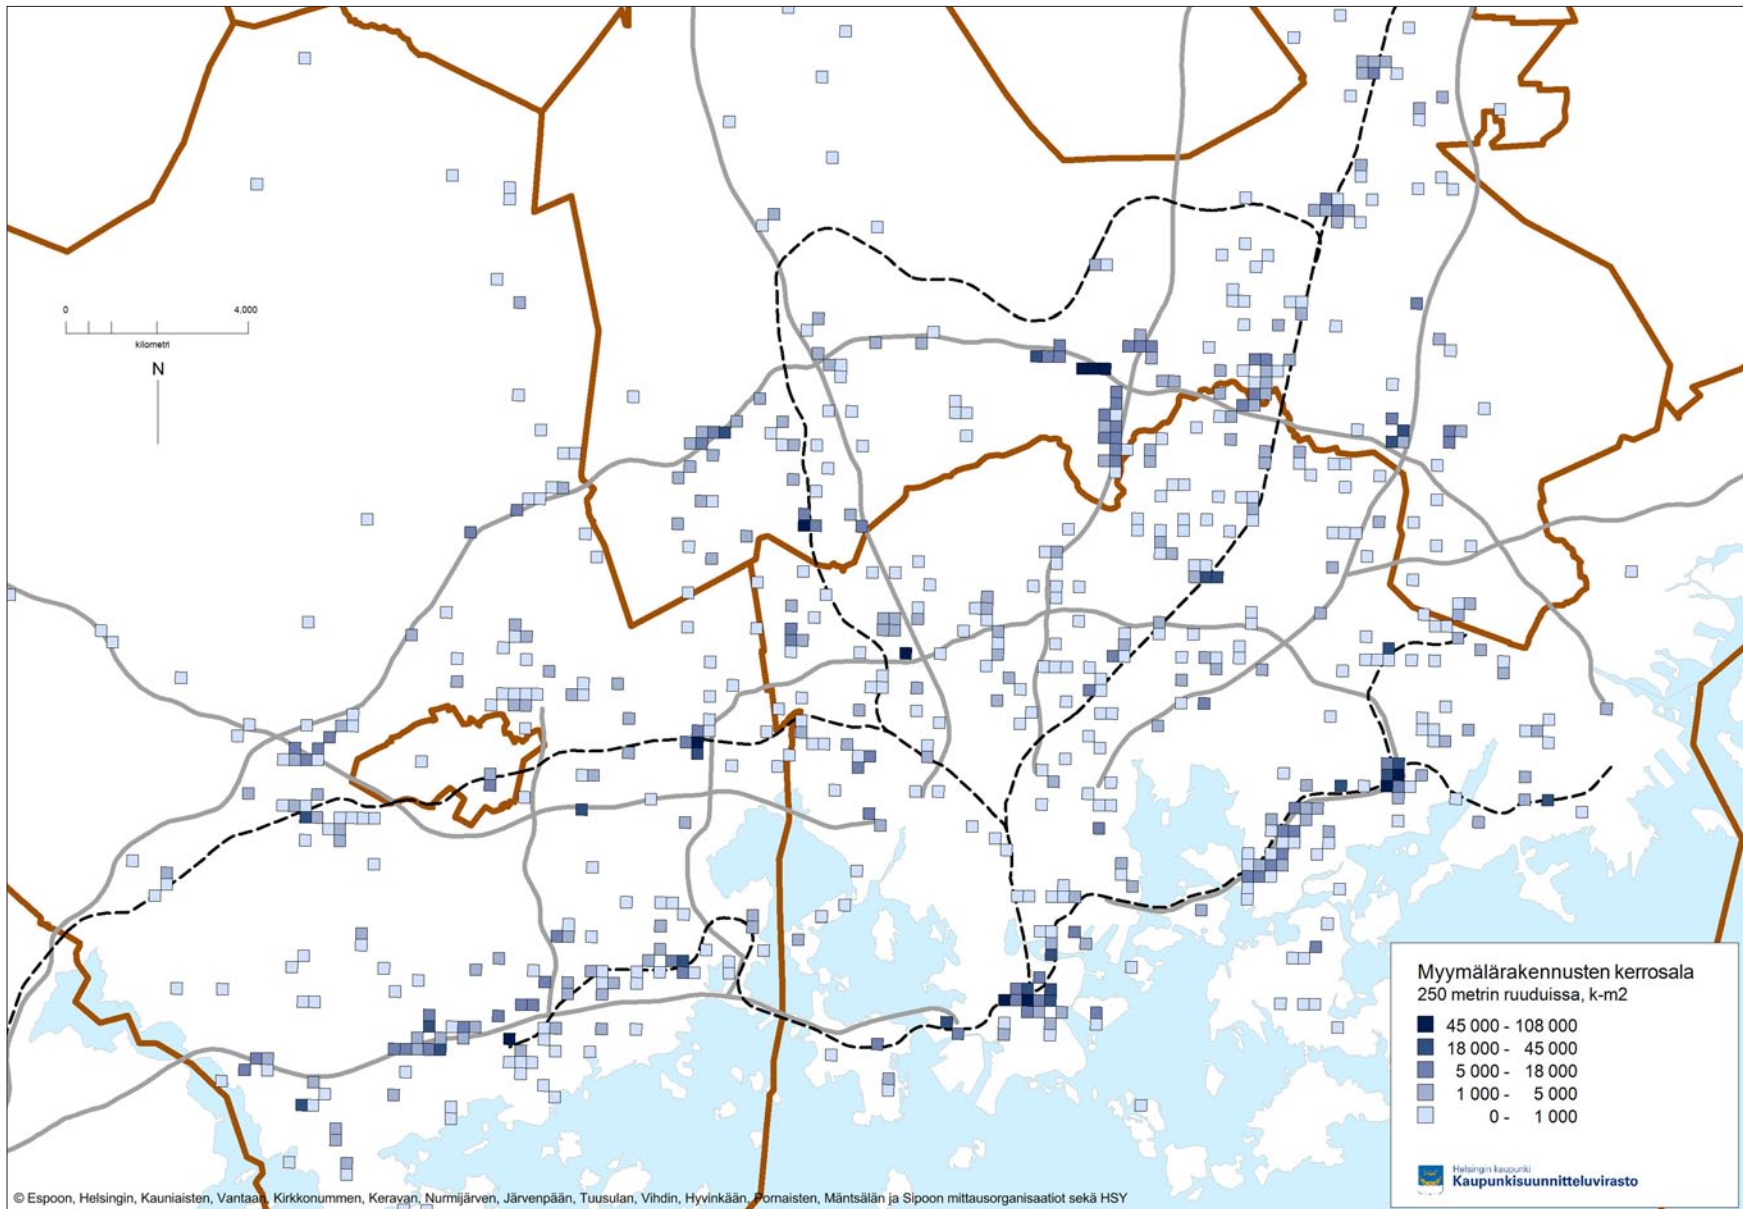 0
4,000
kilometri
N
Myymälärakennusten kerrosala
250 metrin ruuduissa, k-m2
45 000 - 108 000
18 000 - 45 000
5 000 - 18 000
1 000 - 5 000
0 - 1 000
Helsingin kaupunki
Kaupunkisuunnitteluvirasto
© Espoon, Helsingin, Kauniaisten, Vantaan, Kirkkonummen, Keravan, Nurmijärven, Järvenpään, Tuusulan, Vihdin, Hyvinkään, Pornaisten, Mäntsälän ja Sipoon mittausorganisaatiot sekä HSY